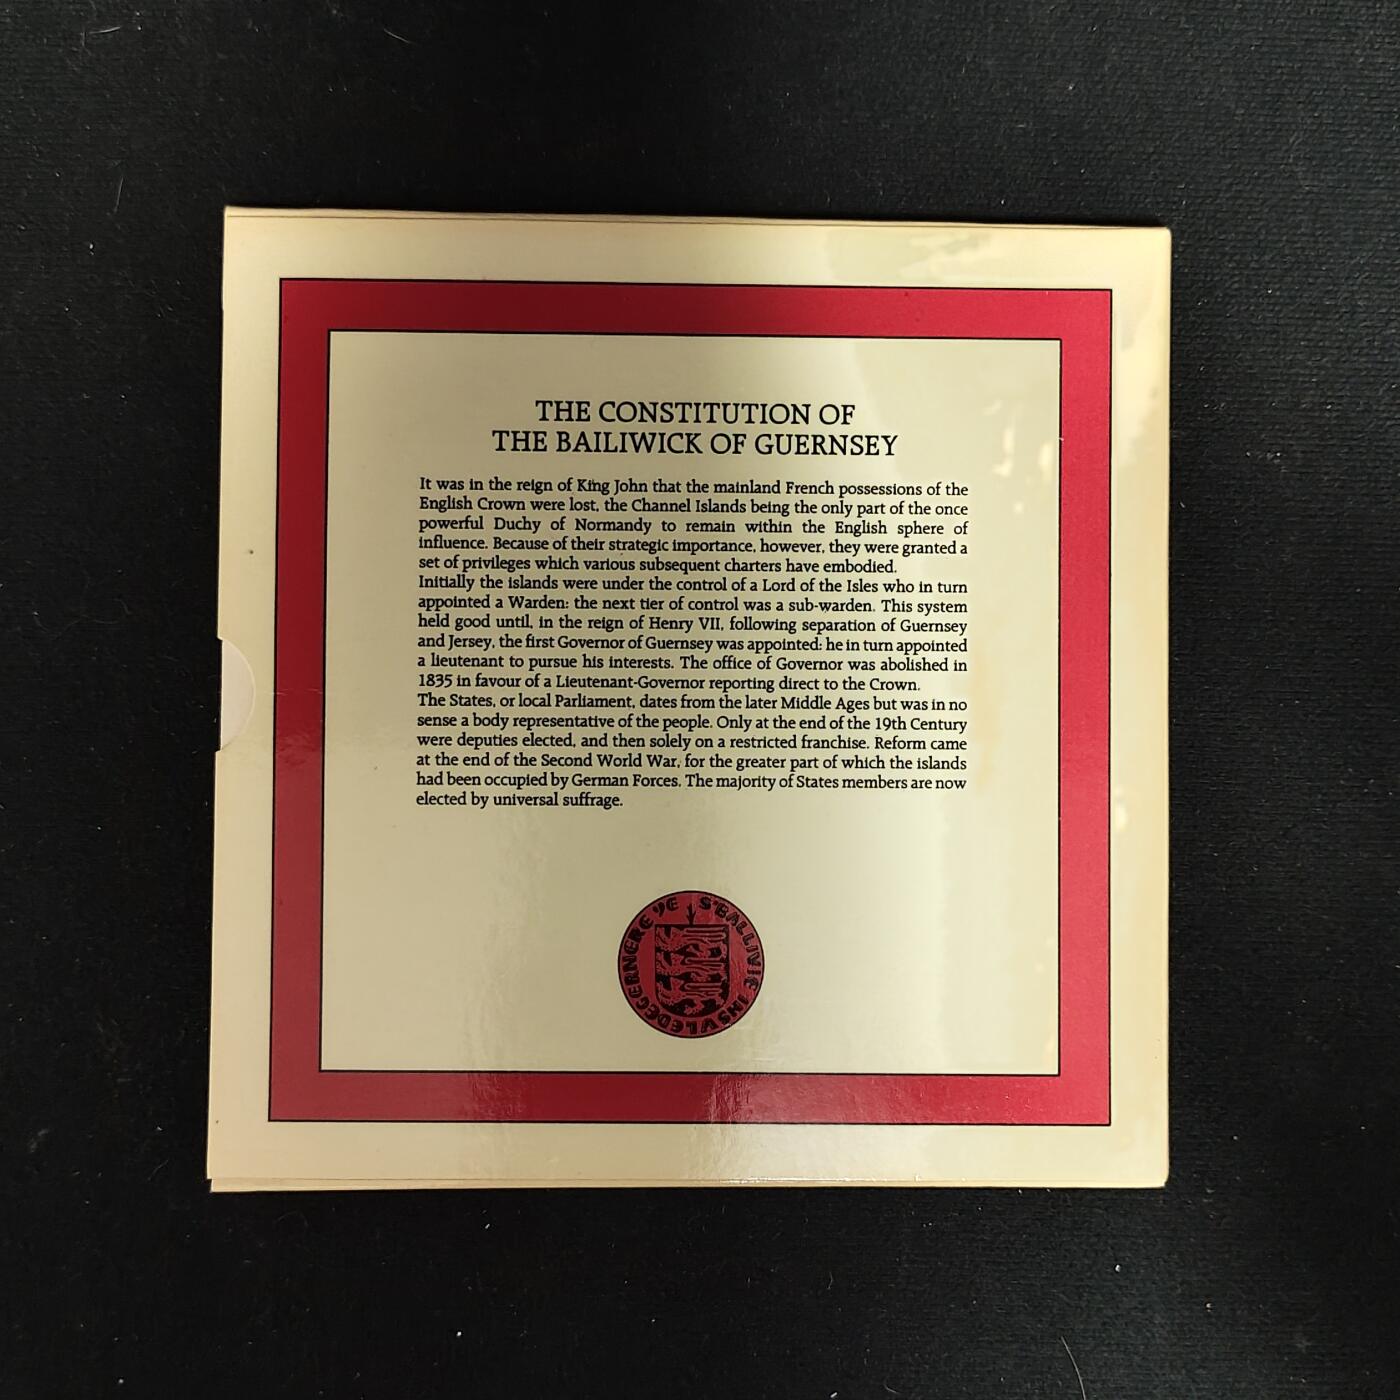 THE CONSTITUTION OF
THE BAILIWICK OF GUERNSEY
It was in the reign of King John that the mainland French possessions of the
English Crown were lost, the Channel Islands being the only part of the once
powerful Duchy of Normandy to remain within the English sphere of
influence. Because of their strategic importance, however, they were granted a
set of privileges which various subsequent charters have embodied.
Initially the islands were under the control of a Lord of the Isles who in turn
appointed a Warden: the next tier of control was a sub-warden. This system
held good until, in the reign of Henry VII, following separation of Guernsey
and Jersey, the first Governor of Guernsey was appointed: he in turn appointed
a lieutenant to pursue his interests. The office of Governor was abolished in
1835 in favour of a Lieutenant-Governor reporting direct to the Crown.
The States, or local Parliament, dates from the later Middle Ages but was in no
sense a body representative of the people. Only at the end of the 19th Century
were deputies elected, and then solely on a restricted franchise. Reform came
at the end of the Second World War, for the greater part of which the islands
had been occupied by German Forces. The majority of States members are now
elected by universal suffrage.